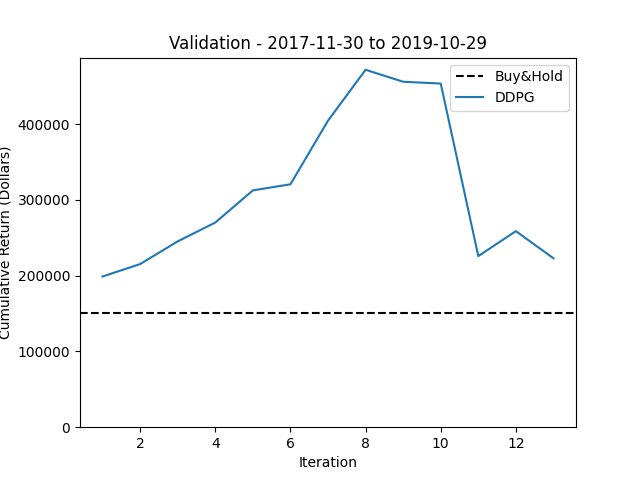 Validation - 2017-11-30 to 2019-10-29
Buy&Hold
DDPG
Cumulative Return (Dollars)
400000
300000
200000
100000
0
2 4 6 8 10 12
Iteration